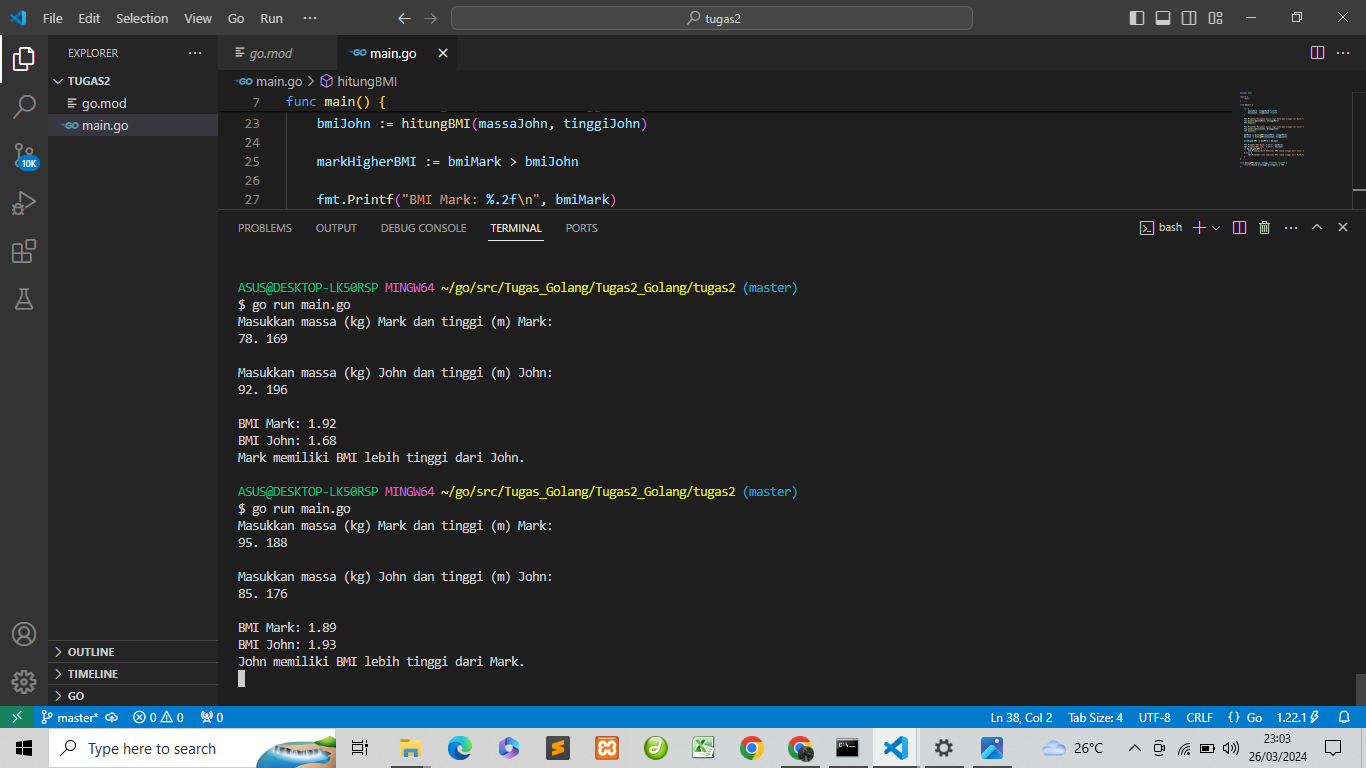 File Edit Selection View Go Run ···
tugas2
EXPLORER
TUGAS2
go.mod
main.go
10K
OUTLINE
TIMELINE
GO
go.mod
main.go
main.go > hitungBMI
7 func main() {
23 bmiJohn := hitungBMI(massaJohn, tinggiJohn)
24
25 markHigherBMI := bmiMark > bmiJohn
26
27 fmt.Printf("BMI Mark: %.2f\n", bmiMark)
PROBLEMS OUTPUT DEBUG CONSOLE TERMINAL PORTS
bash
ASUS@DESKTOP-LK50RSP MINGW64 ~/go/src/Tugas_Golang/Tugas2_Golang/tugas2 (master)
$ go run main.go
Masukkan massa (kg) Mark dan tinggi (m) Mark:
78. 169
Masukkan massa (kg) John dan tinggi (m) John:
92. 196
BMI Mark: 1.92
BMI John: 1.68
Mark memiliki BMI lebih tinggi dari John.
ASUS@DESKTOP-LK50RSP MINGW64 ~/go/src/Tugas_Golang/Tugas2_Golang/tugas2 (master)
$ go run main.go
Masukkan massa (kg) Mark dan tinggi (m) Mark:
95. 188
Masukkan massa (kg) John dan tinggi (m) John:
85. 176
BMI Mark: 1.89
BMI John: 1.93
John memiliki BMI lebih tinggi dari Mark.
master* 0 0 0 Ln 38, Col 2 Tab Size: 4 UTF-8 CRLF {} Go 1.22.1
Type here to search
26°C
23:03
26/03/2024